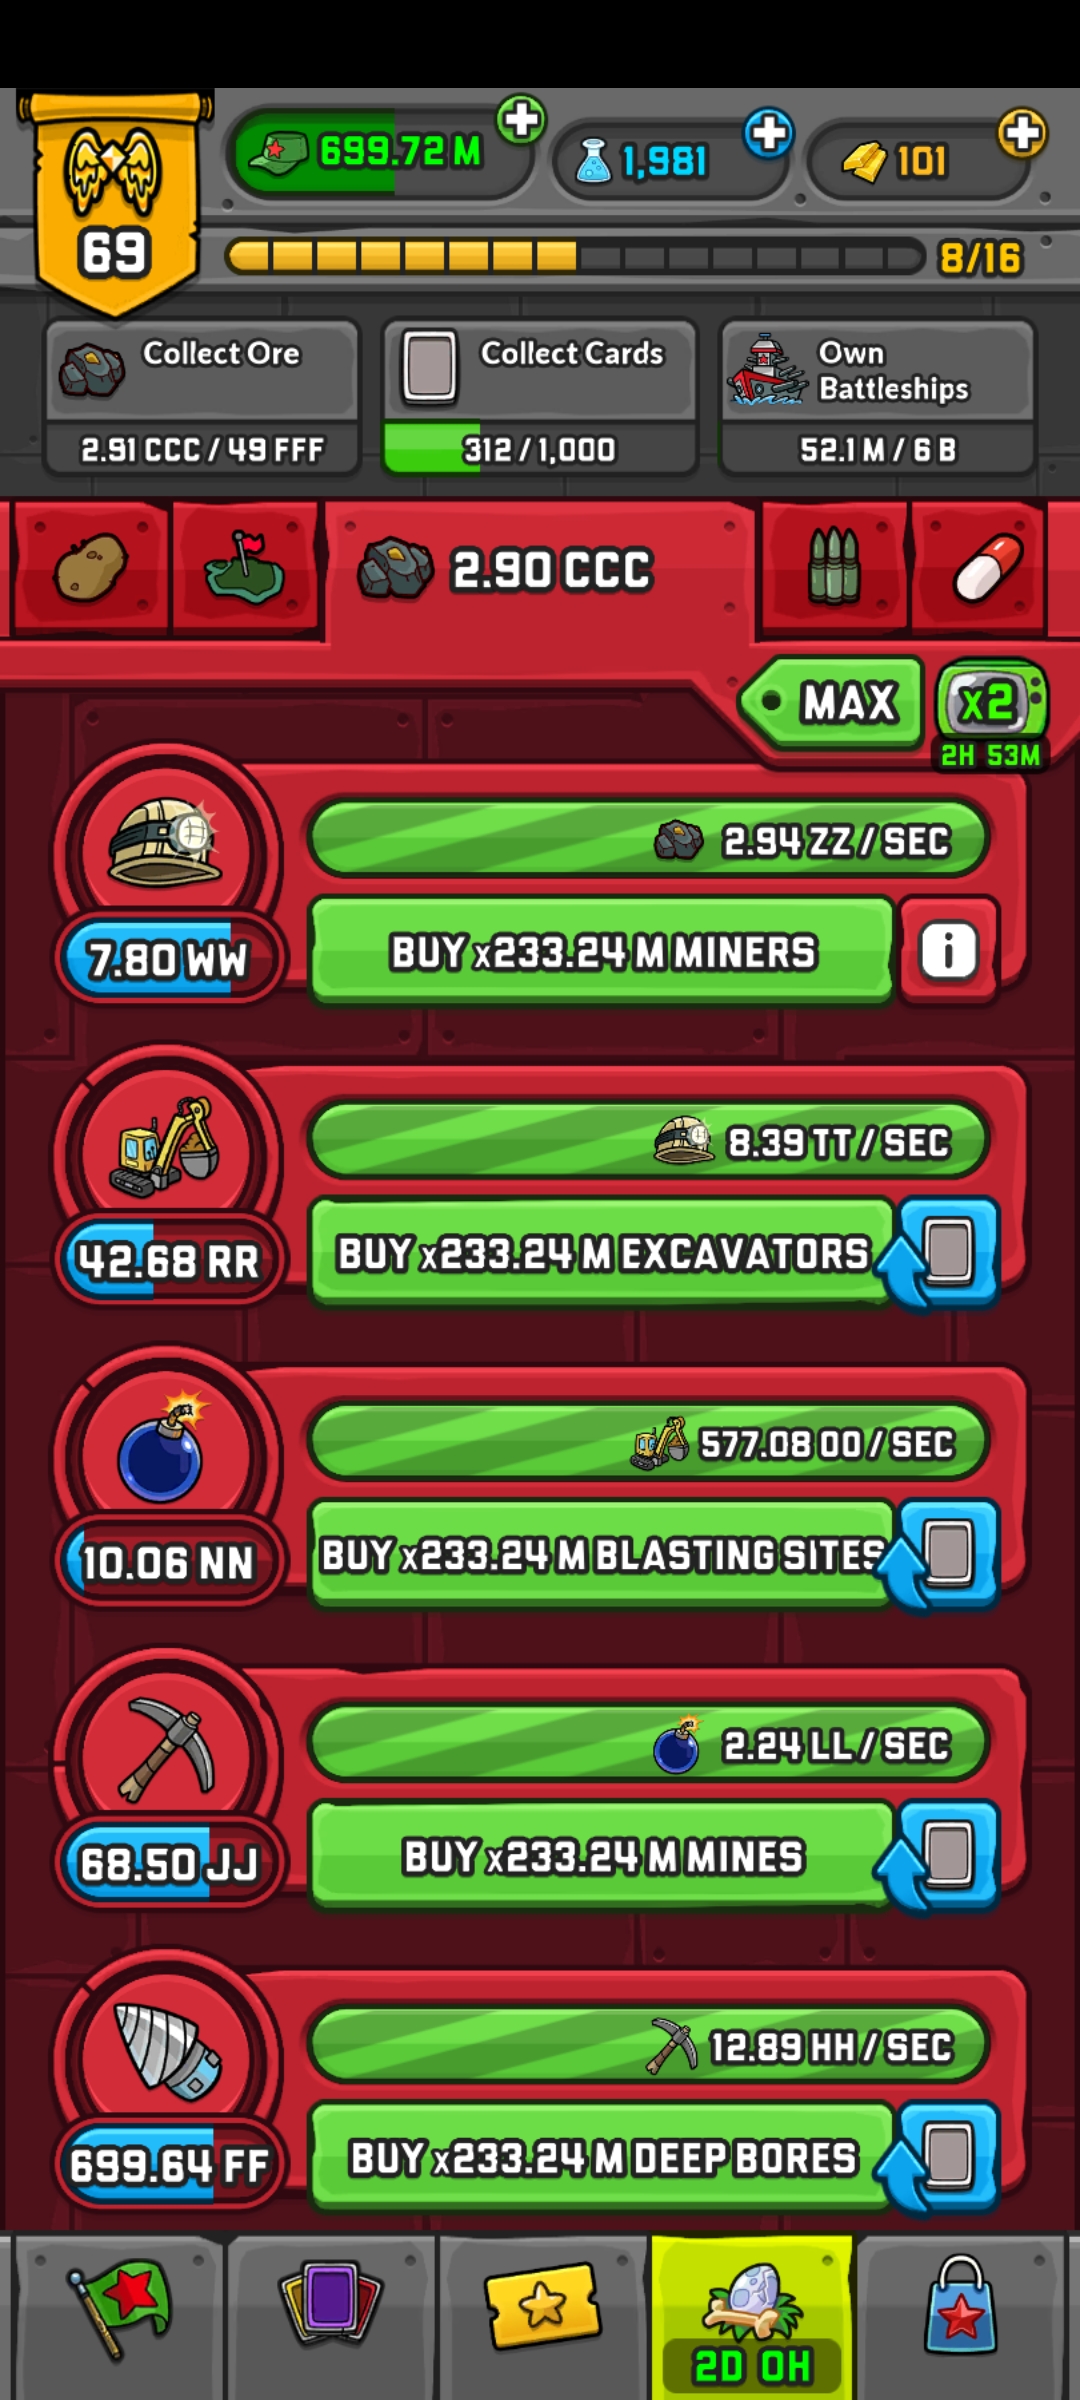 699.72 M
1,981
101
69
8/16
Collect Ore
2.91 CCC / 49 FFF
Collect Cards
312 / 1,000
Own
Battleships
52.1 M / 6 B
2.90 CCC
MAX
x2
2H 53M
2.94 ZZ / SEC
7.80 WW
BUY x233.24 M MINERS
i
8.39 TT / SEC
42.68 RR
BUY x233.24 M EXCAVATORS
577.08 OO / SEC
10.06 NN
BUY x233.24 M BLASTING SITES
2.24 LL / SEC
68.50 JJ
BUY x233.24 M MINES
12.89 HH / SEC
699.64 FF
BUY x233.24 M DEEP BORES
2D 0H